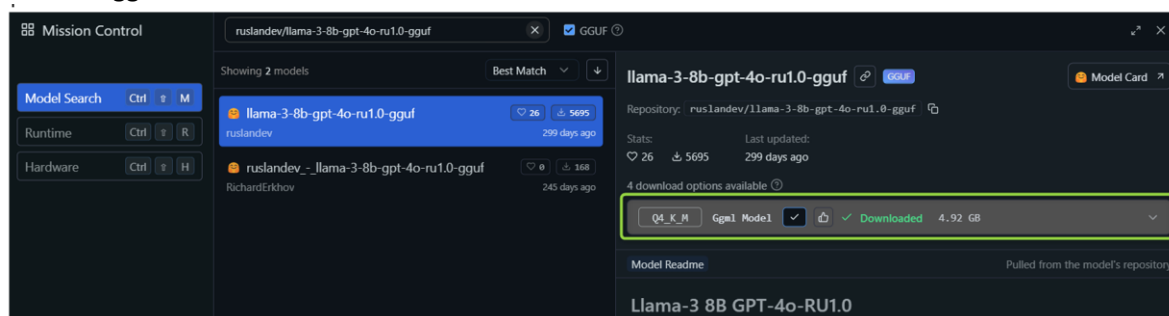 Mission Control
ruslandev/llama-3-8b-gpt-4o-ru1.0-gguf
GGUF
Model Search Ctrl ⇧ M
Runtime Ctrl ⇧ R
Hardware Ctrl ⇧ H
Showing 2 models
Best Match
llama-3-8b-gpt-4o-ru1.0-gguf 26 5695
ruslandev 299 days ago
ruslandev_-_llama-3-8b-gpt-4o-ru1.0-gguf 0 168
RichardErkhov 245 days ago
llama-3-8b-gpt-4o-ru1.0-gguf GGUF
Model Card
Repository: ruslandev/llama-3-8b-gpt-4o-ru1.0-gguf
Stats: Last updated:
26 5695 299 days ago
4 download options available
Q4_K_M Ggml Model Downloaded 4.92 GB
Model Readme Pulled from the model's repository
Llama-3 8B GPT-4o-RU1.0